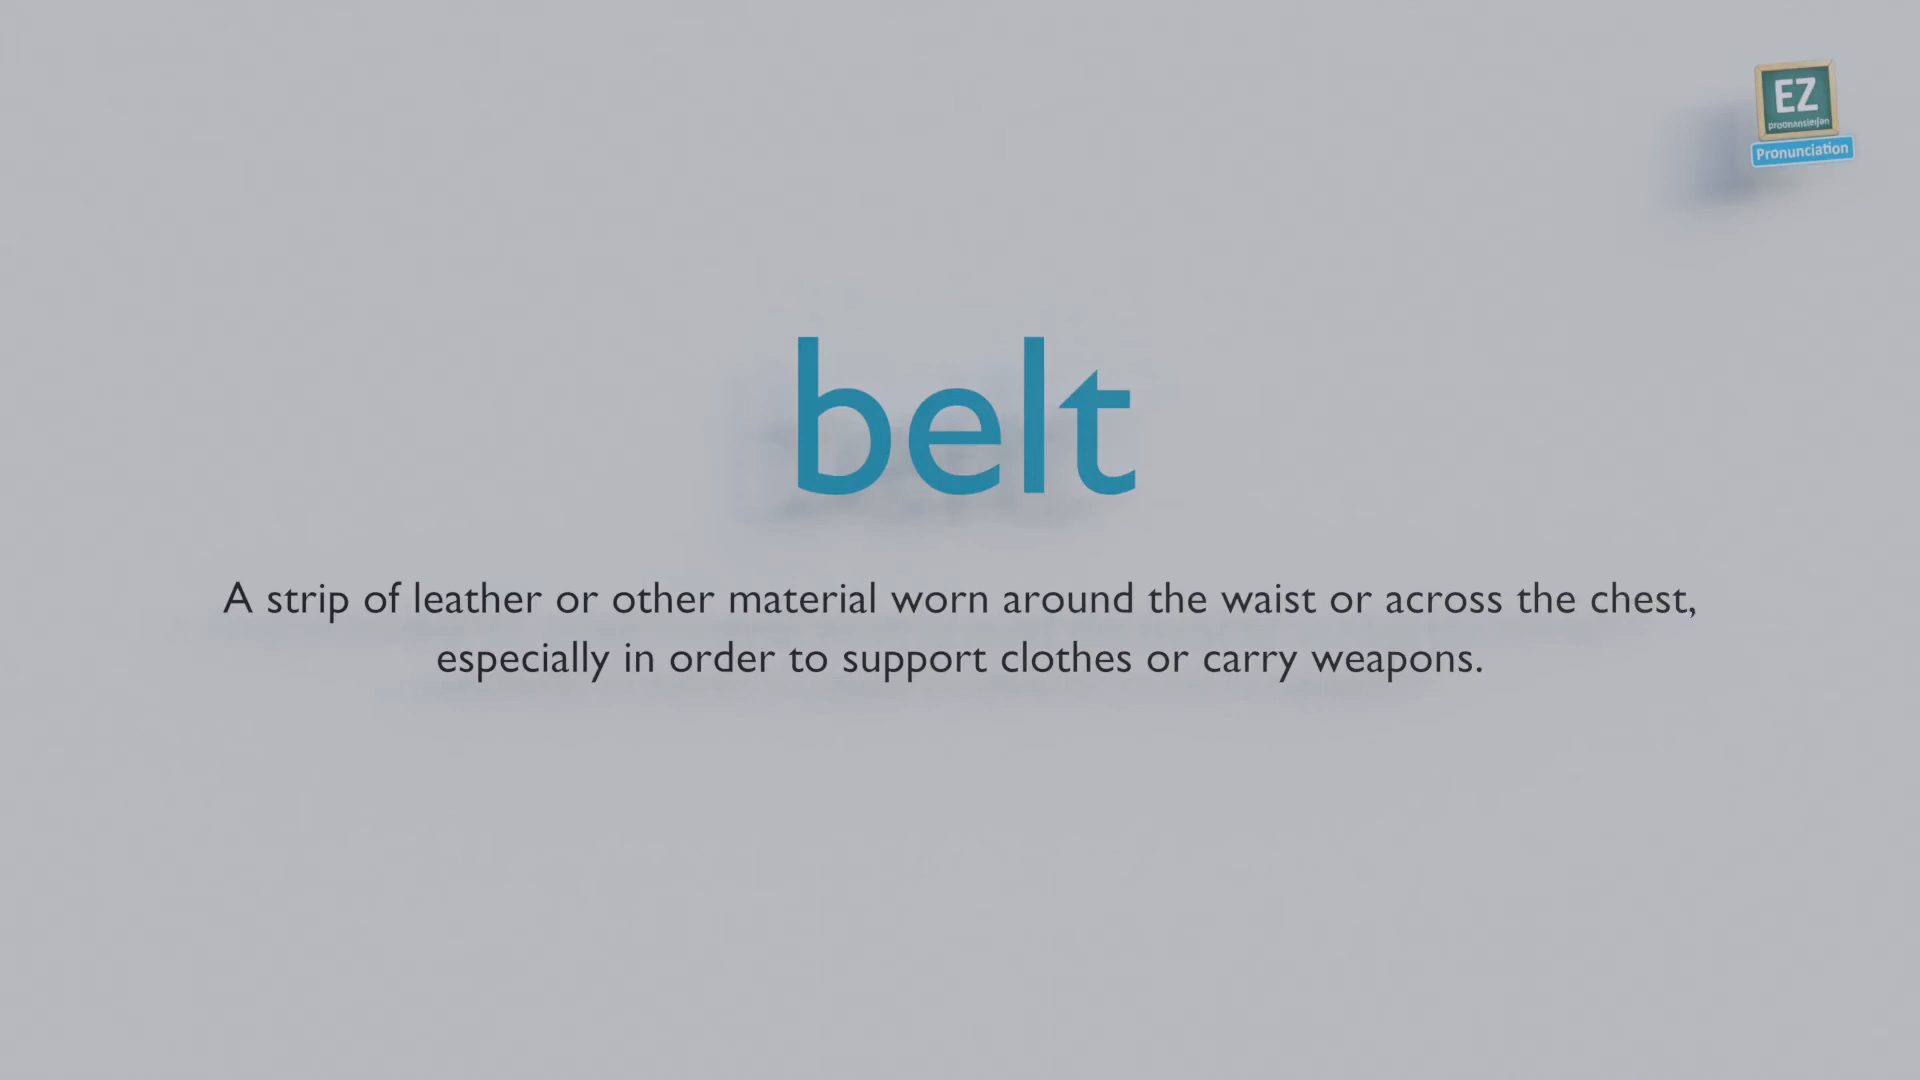 EZ
Pronunciation
belt
A strip of leather or other material worn around the waist or across the chest,
especially in order to support clothes or carry weapons.